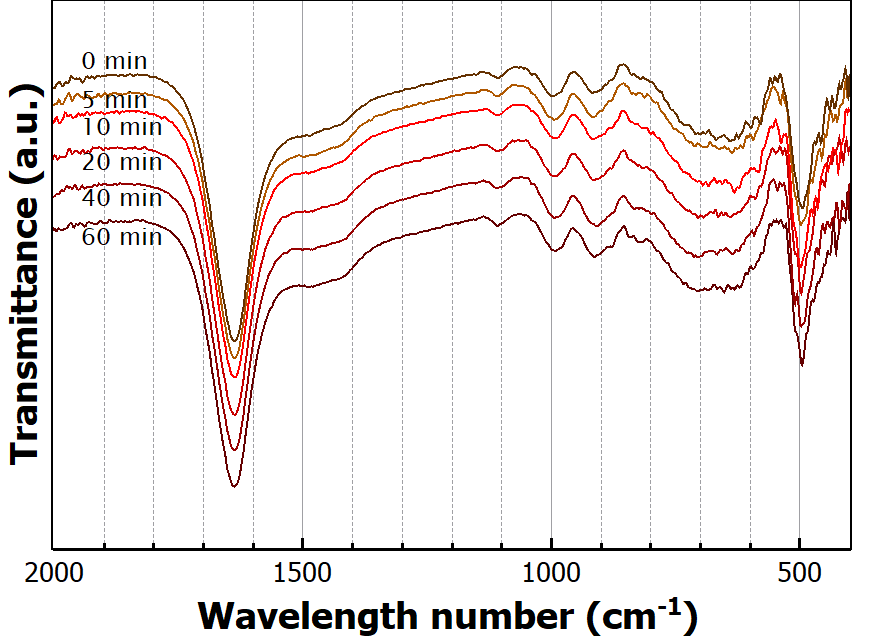 0 min
5 min
10 min
20 min
40 min
60 min
Transmittance (a.u.)
2000 1500 1000 500
Wavelength number (cm-1)